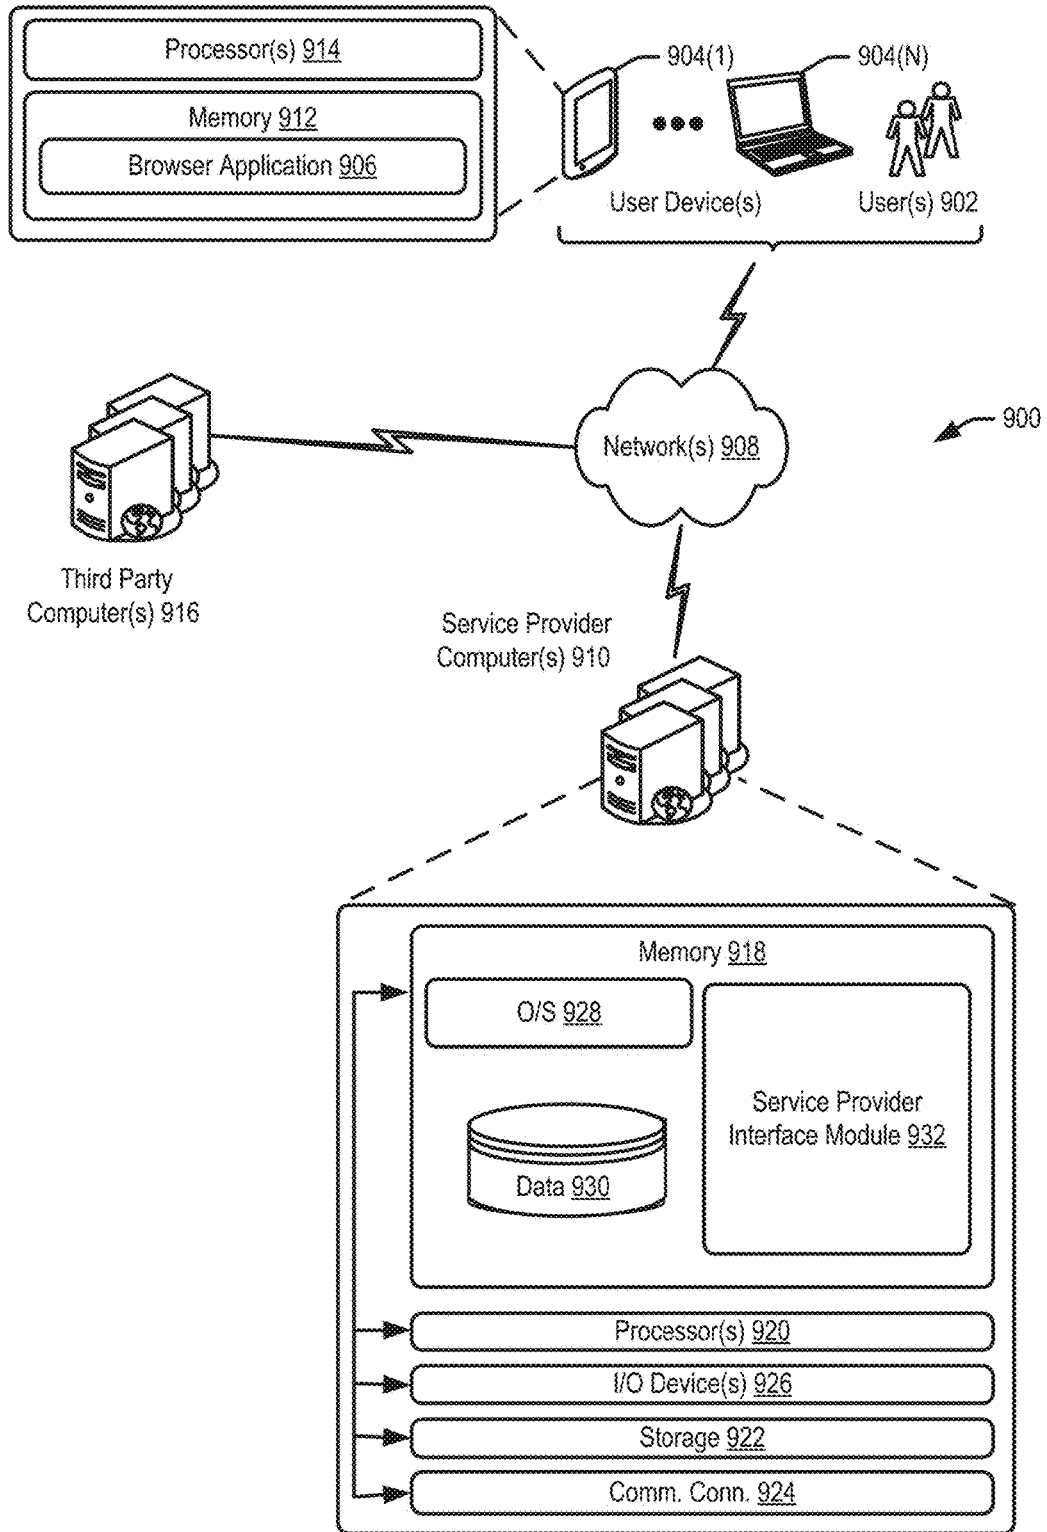 Processor(s) 914
Memory 912
Browser Application 906
904(1)
904(N)
User Device(s)
User(s) 902
900
Network(s) 908
Third Party
Computer(s) 916
Service Provider
Computer(s) 910
Memory 918
O/S 928
Service Provider
Interface Module 932
Data 930
Processor(s) 920
I/O Device(s) 926
Storage 922
Comm. Conn. 924